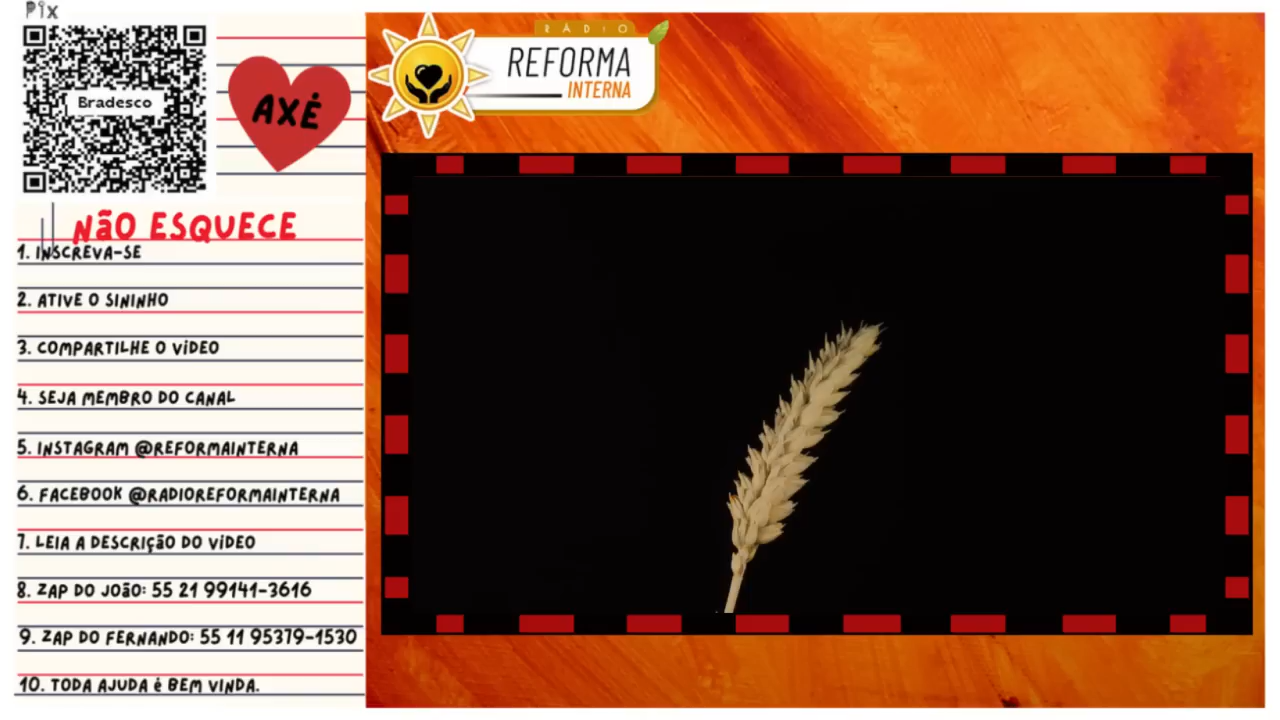 Pix
Bradesco
AXÉ
NÃO ESQUECE
1. INSCREVA-SE
2. ATIVE O SININHO
3. COMPARTILHE O VÍDEO
4. SEJA MEMBRO DO CANAL
5. INSTAGRAM @REFORMAINTERNA
6. FACEBOOK @RADIOREFORMAINTERNA
7. LEIA A DESCRIÇÃO DO VÍDEO
8. ZAP DO JOÃO: 55 21 99141-3616
9. ZAP DO FERNANDO: 55 11 95379-1530
10. TODA AJUDA É BEM VINDA.
RÁDIO
REFORMA
INTERNA